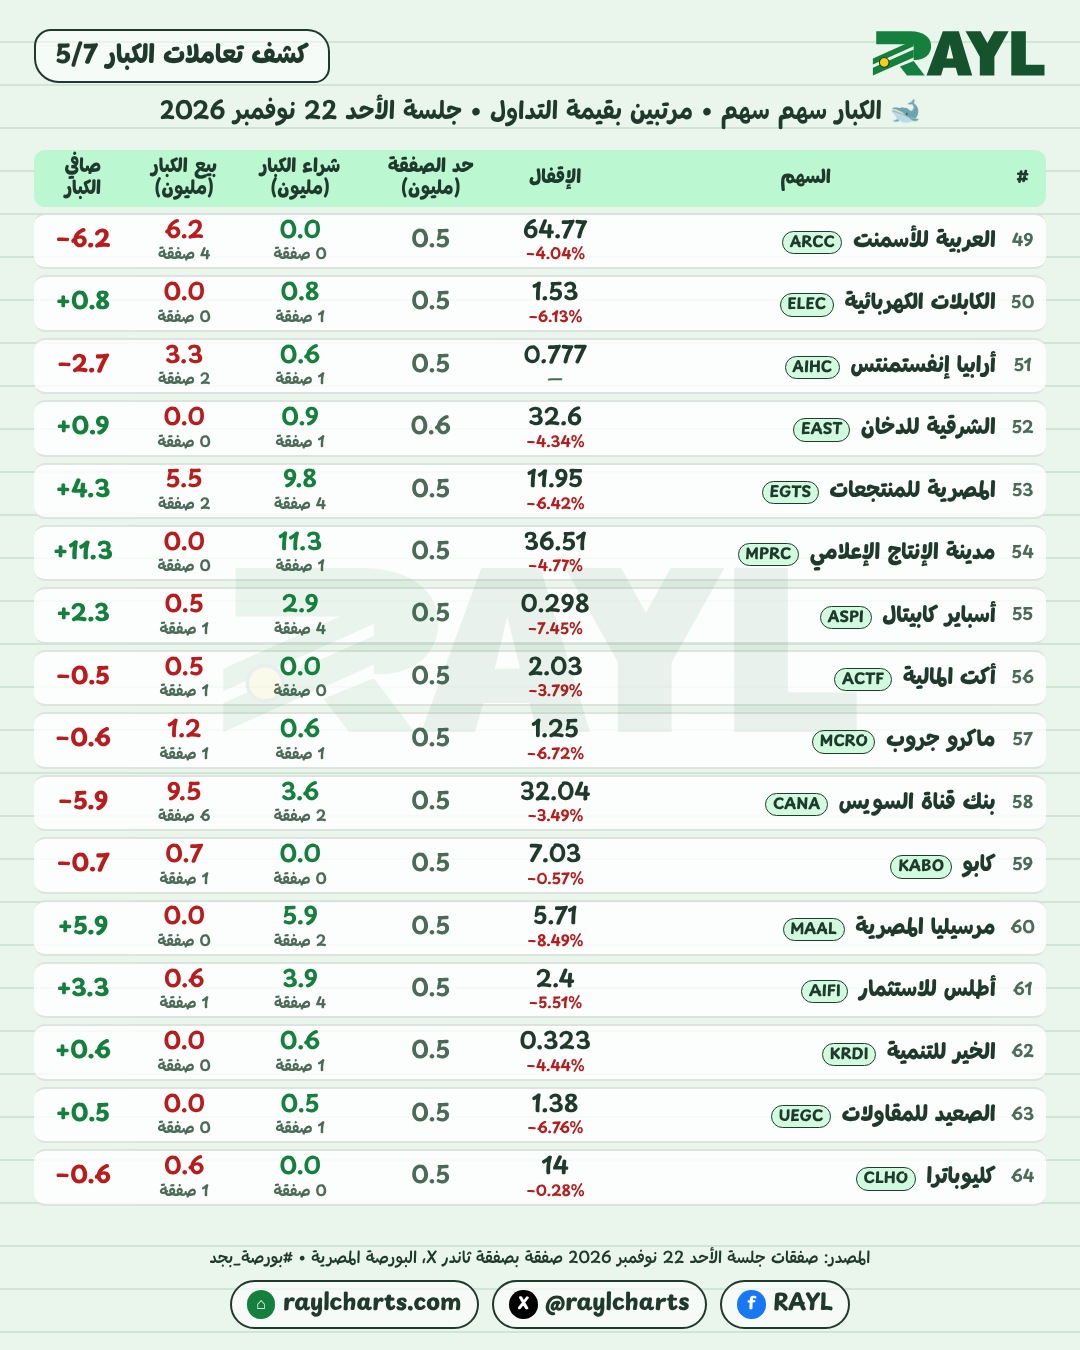 RAYL
كشف تعاملات الكبار 5/7
🐋 الكبار سهم سهم • مرتبين بقيمة التداول • جلسة الأحد 22 نوفمبر 2026
# السهم الإقفال حد الصفقة (مليون) شراء الكبار (مليون) بيع الكبار (مليون) صافي الكبار
49 العربية للأسمنت ARCC 64.77 0.5 0.0 6.2 −6.2
−4.04% 0 صفقة 4 صفقة
50 الكابلات الكهربائية ELEC 1.53 0.5 0.8 0.0 +0.8
−6.13% 1 صفقة 0 صفقة
51 أرابيا إنفستمنتس AIHC 0.777 0.5 0.6 3.3 −2.7
— 1 صفقة 2 صفقة
52 الشرقية للدخان EAST 32.6 0.6 0.9 0.0 +0.9
−4.34% 1 صفقة 0 صفقة
53 المصرية للمنتجعات EGTS 11.95 0.5 9.8 5.5 +4.3
−6.42% 4 صفقة 2 صفقة
54 مدينة الإنتاج الإعلامي MPRC 36.51 0.5 11.3 0.0 +11.3
−4.77% 1 صفقة 0 صفقة
55 أسباير كابيتال ASPI 0.298 0.5 2.9 0.5 +2.3
−7.45% 4 صفقة 1 صفقة
56 أكت المالية ACTF 2.03 0.5 0.0 0.5 −0.5
−3.79% 0 صفقة 1 صفقة
57 ماكرو جروب MCRO 1.25 0.5 0.6 1.2 −0.6
−6.72% 1 صفقة 1 صفقة
58 بنك قناة السويس CANA 32.04 0.5 3.6 9.5 −5.9
−3.49% 2 صفقة 6 صفقة
59 كابو KABO 7.03 0.5 0.0 0.7 −0.7
−0.57% 0 صفقة 1 صفقة
60 مرسيليا المصرية MAAL 5.71 0.5 5.9 0.0 +5.9
−8.49% 2 صفقة 0 صفقة
61 أطلس للاستثمار AIFI 2.4 0.5 3.9 0.6 +3.3
−5.51% 4 صفقة 1 صفقة
62 الخير للتنمية KRDI 0.323 0.5 0.6 0.0 +0.6
−4.44% 1 صفقة 0 صفقة
63 الصعيد للمقاولات UEGC 1.38 0.5 0.5 0.0 +0.5
−6.76% 1 صفقة 0 صفقة
64 كليوباترا CLHO 14 0.5 0.0 0.6 −0.6
−0.28% 0 صفقة 1 صفقة
المصدر: صفقات جلسة الأحد 22 نوفمبر 2026 صفقة بصفقة ثاندر X، البورصة المصرية • #بورصة_بجد
raylcharts.com @raylcharts RAYL